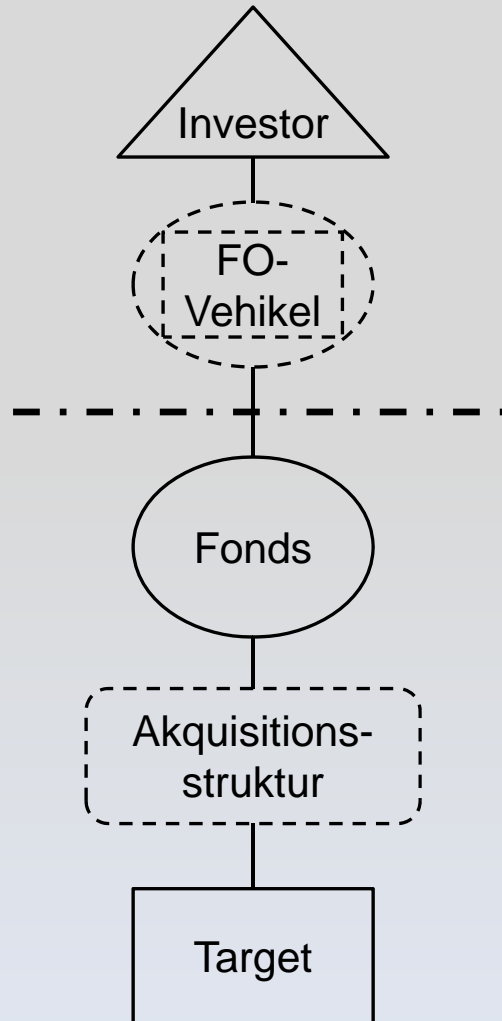 Investor
FO-
Vehikel
Fonds
Akquisitions-
struktur
Target